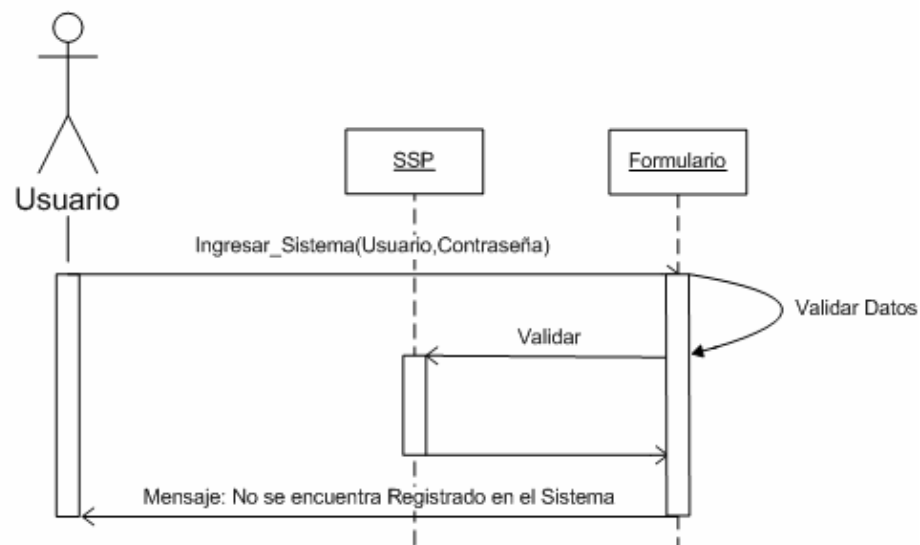 Usuario
SSP
Formulario
Ingresar_Sistema(Usuario,Contraseña)
Validar Datos
Validar
Mensaje: No se encuentra Registrado en el Sistema